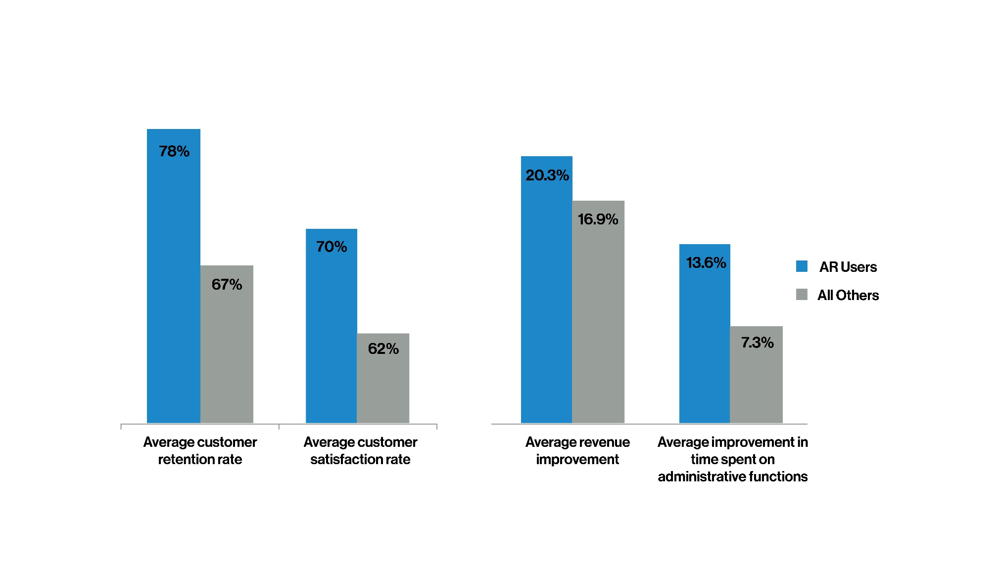 78%
67%
70%
62%
20.3%
16.9%
13.6%
7.3%
AR Users
All Others
Average customer
retention rate
Average customer
satisfaction rate
Average revenue
improvement
Average improvement in
time spent on
administrative functions